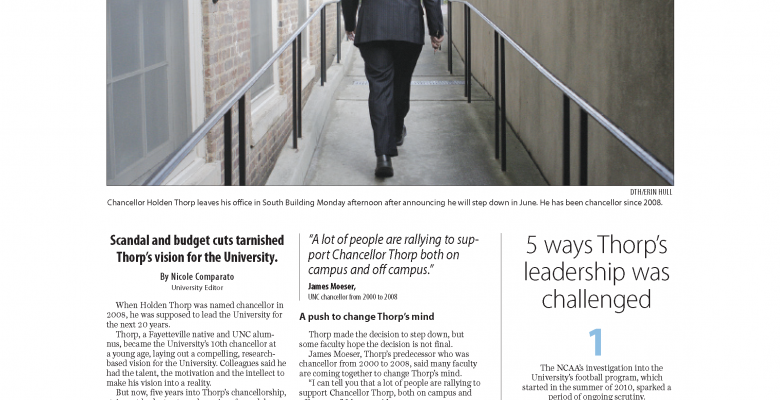 DTH/ERIN HULL
Chancellor Holden Thorp leaves his office in South Building Monday afternoon after announcing he will step down in June. He has been chancellor since 2008.
Scandal and budget cuts tarnished
Thorp's vision for the University.
By Nicole Comparato
University Editor
When Holden Thorp was named chancellor in
2008, he was supposed to lead the University for
the next 20 years.
Thorp, a Fayetteville native and UNC alum-
nus, became the University's 10th chancellor at
a young age, laying out a compelling, research-
based vision for the University. Colleagues said he
had the talent, the motivation and the intellect to
make his vision into a reality.
But now, five years into Thorp's chancellorship,
"A lot of people are rallying to sup-
port Chancellor Thorp both on
campus and off campus."
James Moeser,
UNC chancellor from 2000 to 2008
A push to change Thorp's mind
Thorp made the decision to step down, but
some faculty hope the decision is not final.
James Moeser, Thorp's predecessor who was
chancellor from 2000 to 2008, said many faculty
are coming together to change Thorp's mind.
"I can tell you that a lot of people are rallying to
support Chancellor Thorp, both on campus and
5 ways Thorp's
leadership was
challenged
1
The NCAA's investigation into the
University's football program, which
started in the summer of 2010, sparked a
period of ongoing scrutiny.